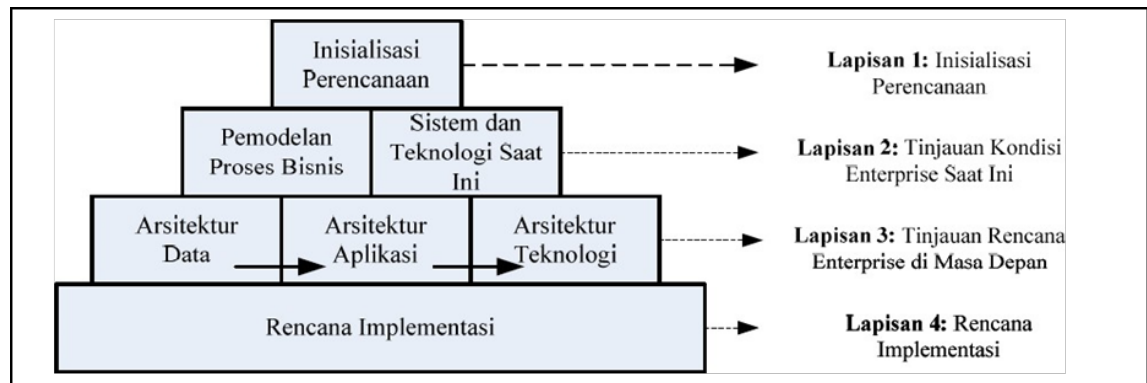 Inisialisasi
Perencanaan
Lapisan 1: Inisialisasi
Perencanaan
Pemodelan
Proses Bisnis
Sistem dan
Teknologi Saat
Ini
Lapisan 2: Tinjauan Kondisi
Enterprise Saat Ini
Arsitektur
Data
Arsitektur
Aplikasi
Arsitektur
Teknologi
Lapisan 3: Tinjauan Rencana
Enterprise di Masa Depan
Rencana Implementasi
Lapisan 4: Rencana
Implementasi